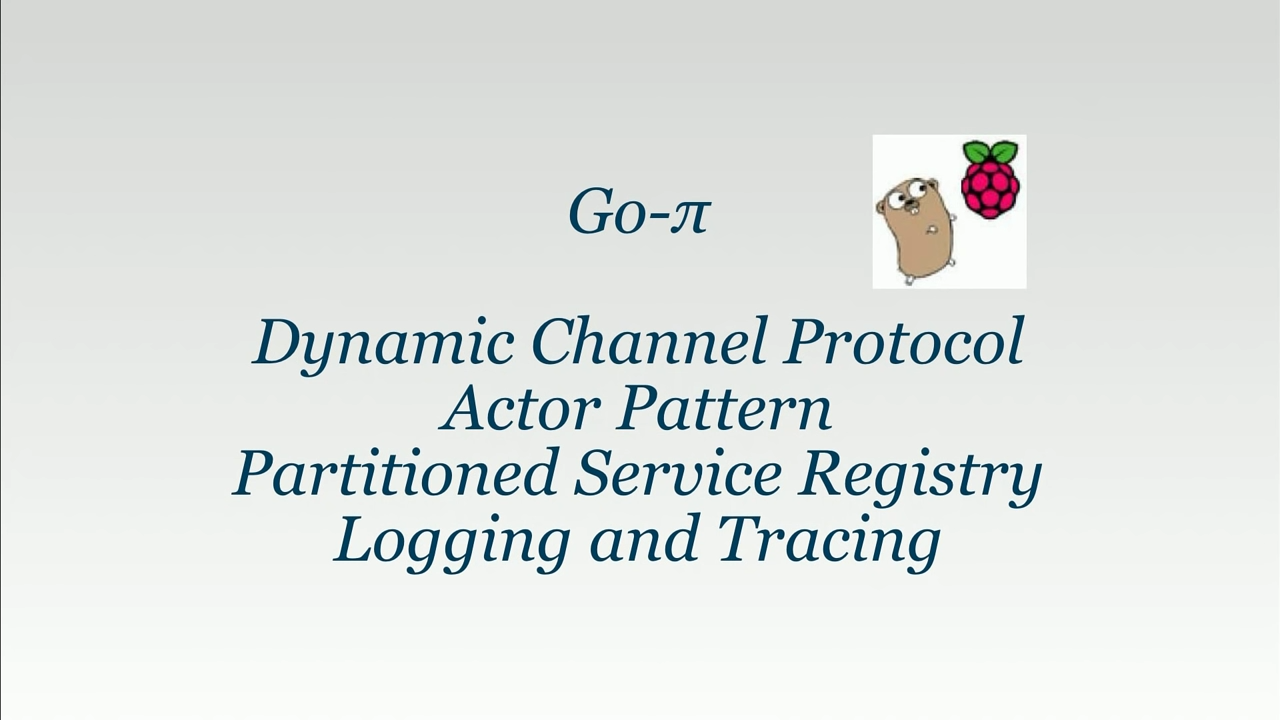 Go-π
Dynamic Channel Protocol
Actor Pattern
Partitioned Service Registry
Logging and Tracing